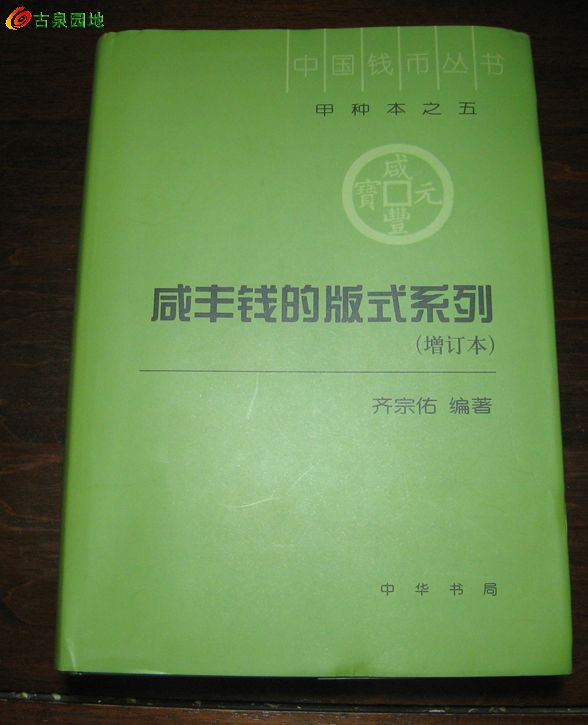 古泉园地
中国钱币丛书
甲种本之五
咸豐元寶
咸丰钱的版式系列
(增订本)
齐宗佑 编著
中华书局